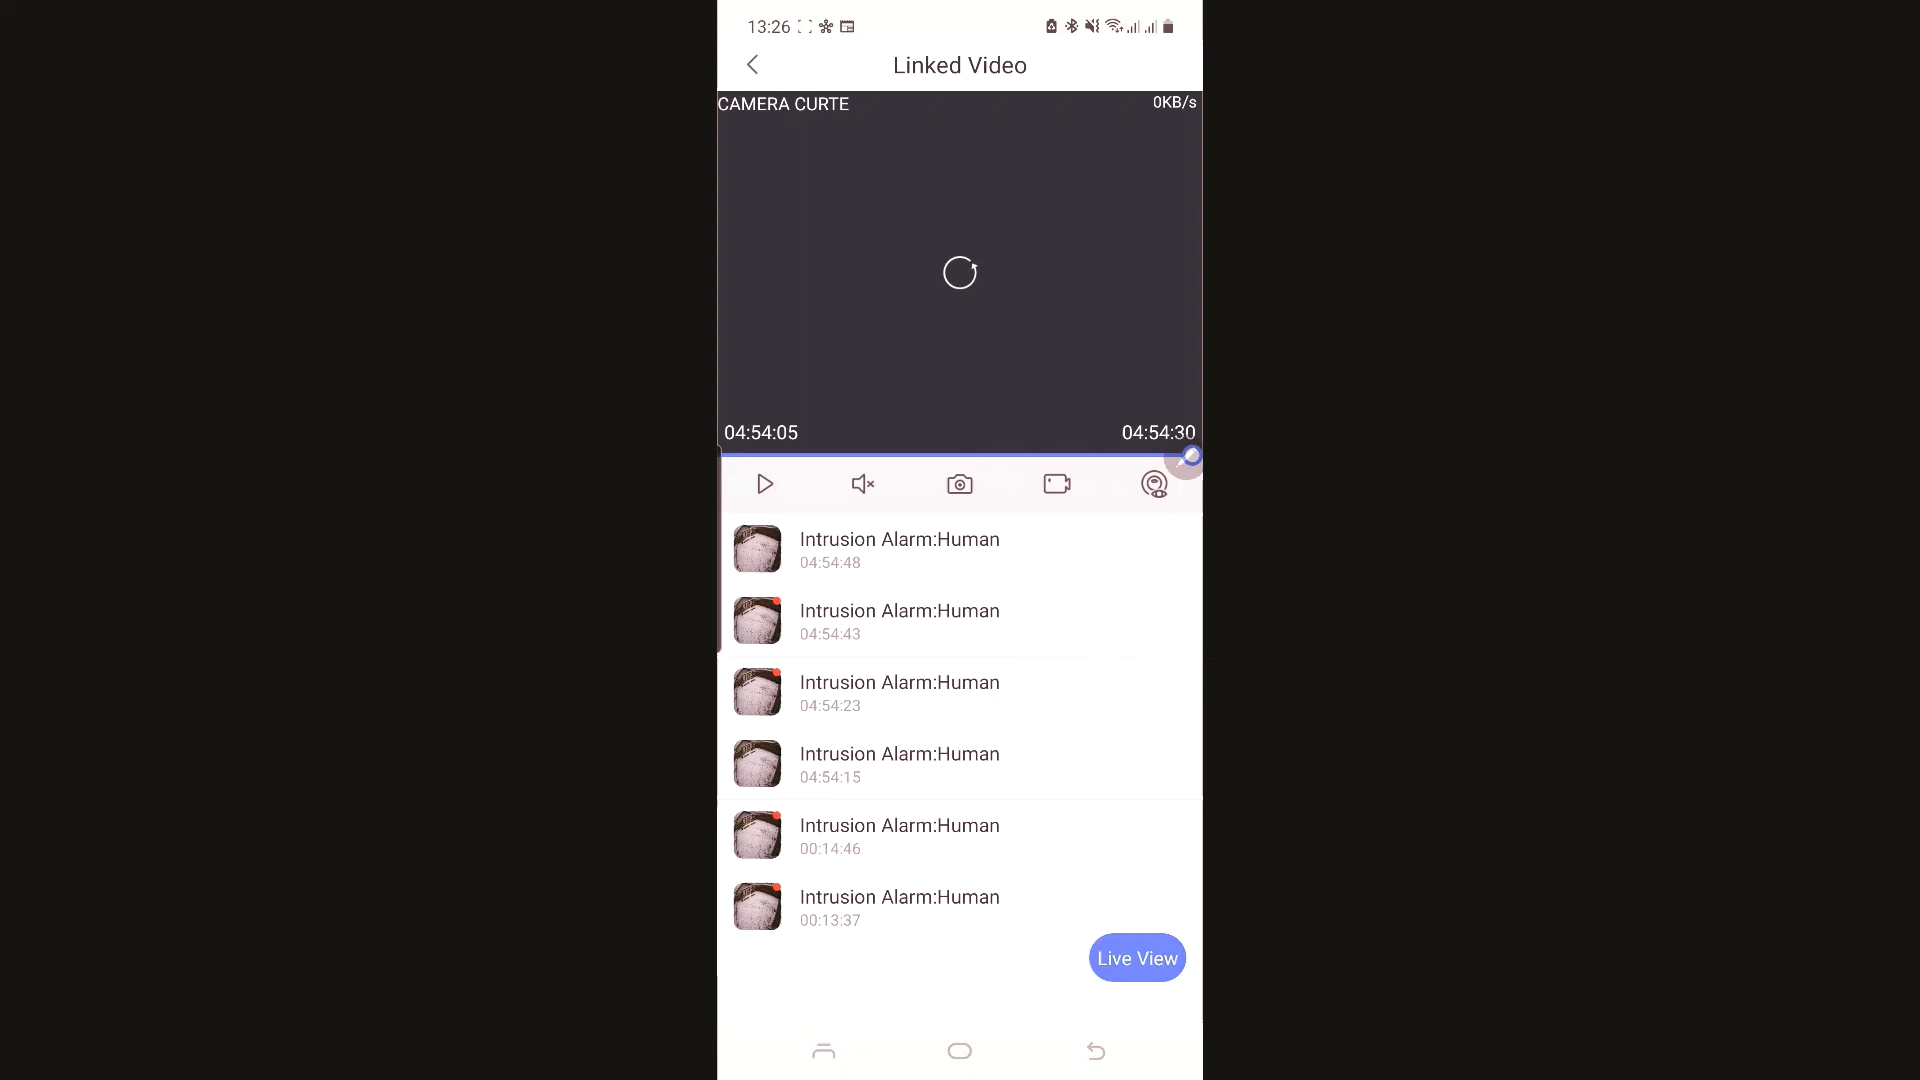 13:26
Linked Video
CAMERA CURTE
0KB/s
04:54:05
04:54:30
Intrusion Alarm:Human
04:54:48
Intrusion Alarm:Human
04:54:43
Intrusion Alarm:Human
04:54:23
Intrusion Alarm:Human
04:54:15
Intrusion Alarm:Human
00:14:46
Intrusion Alarm:Human
00:13:37
Live View